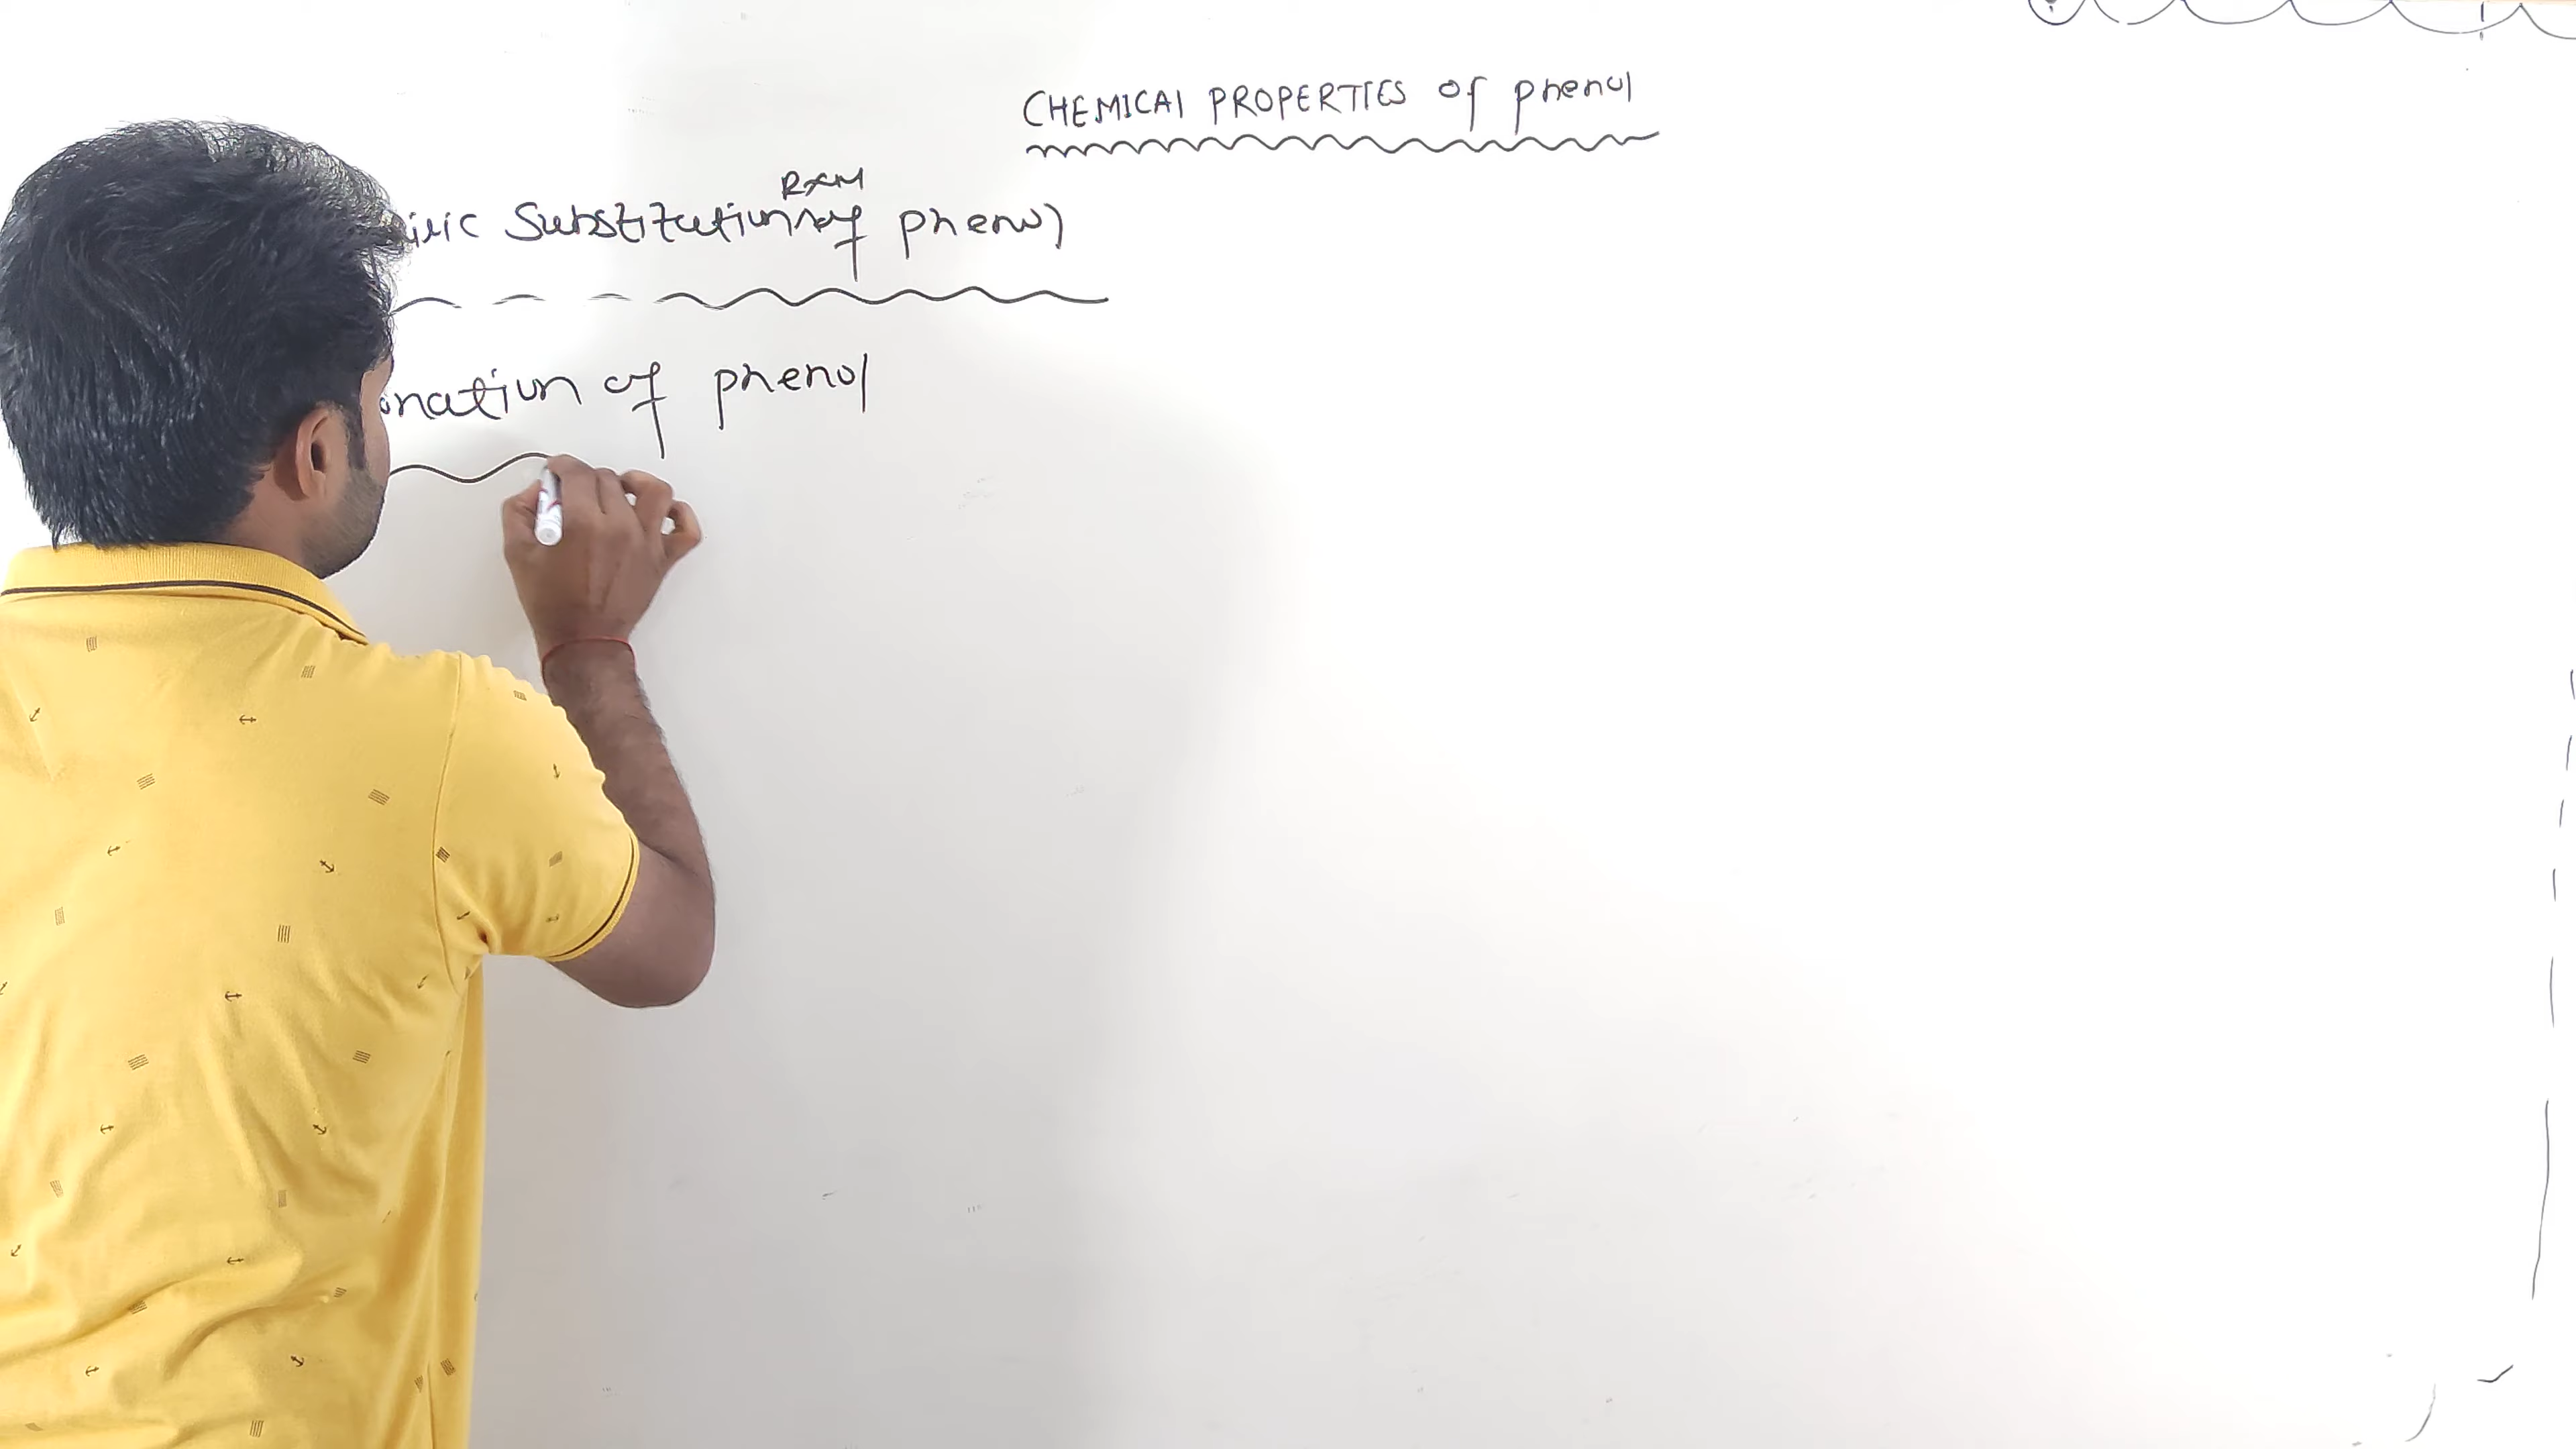 CHEMICAL PROPERTIES of phenol
RXN
ilic Substitution of phenol
onation of phenol